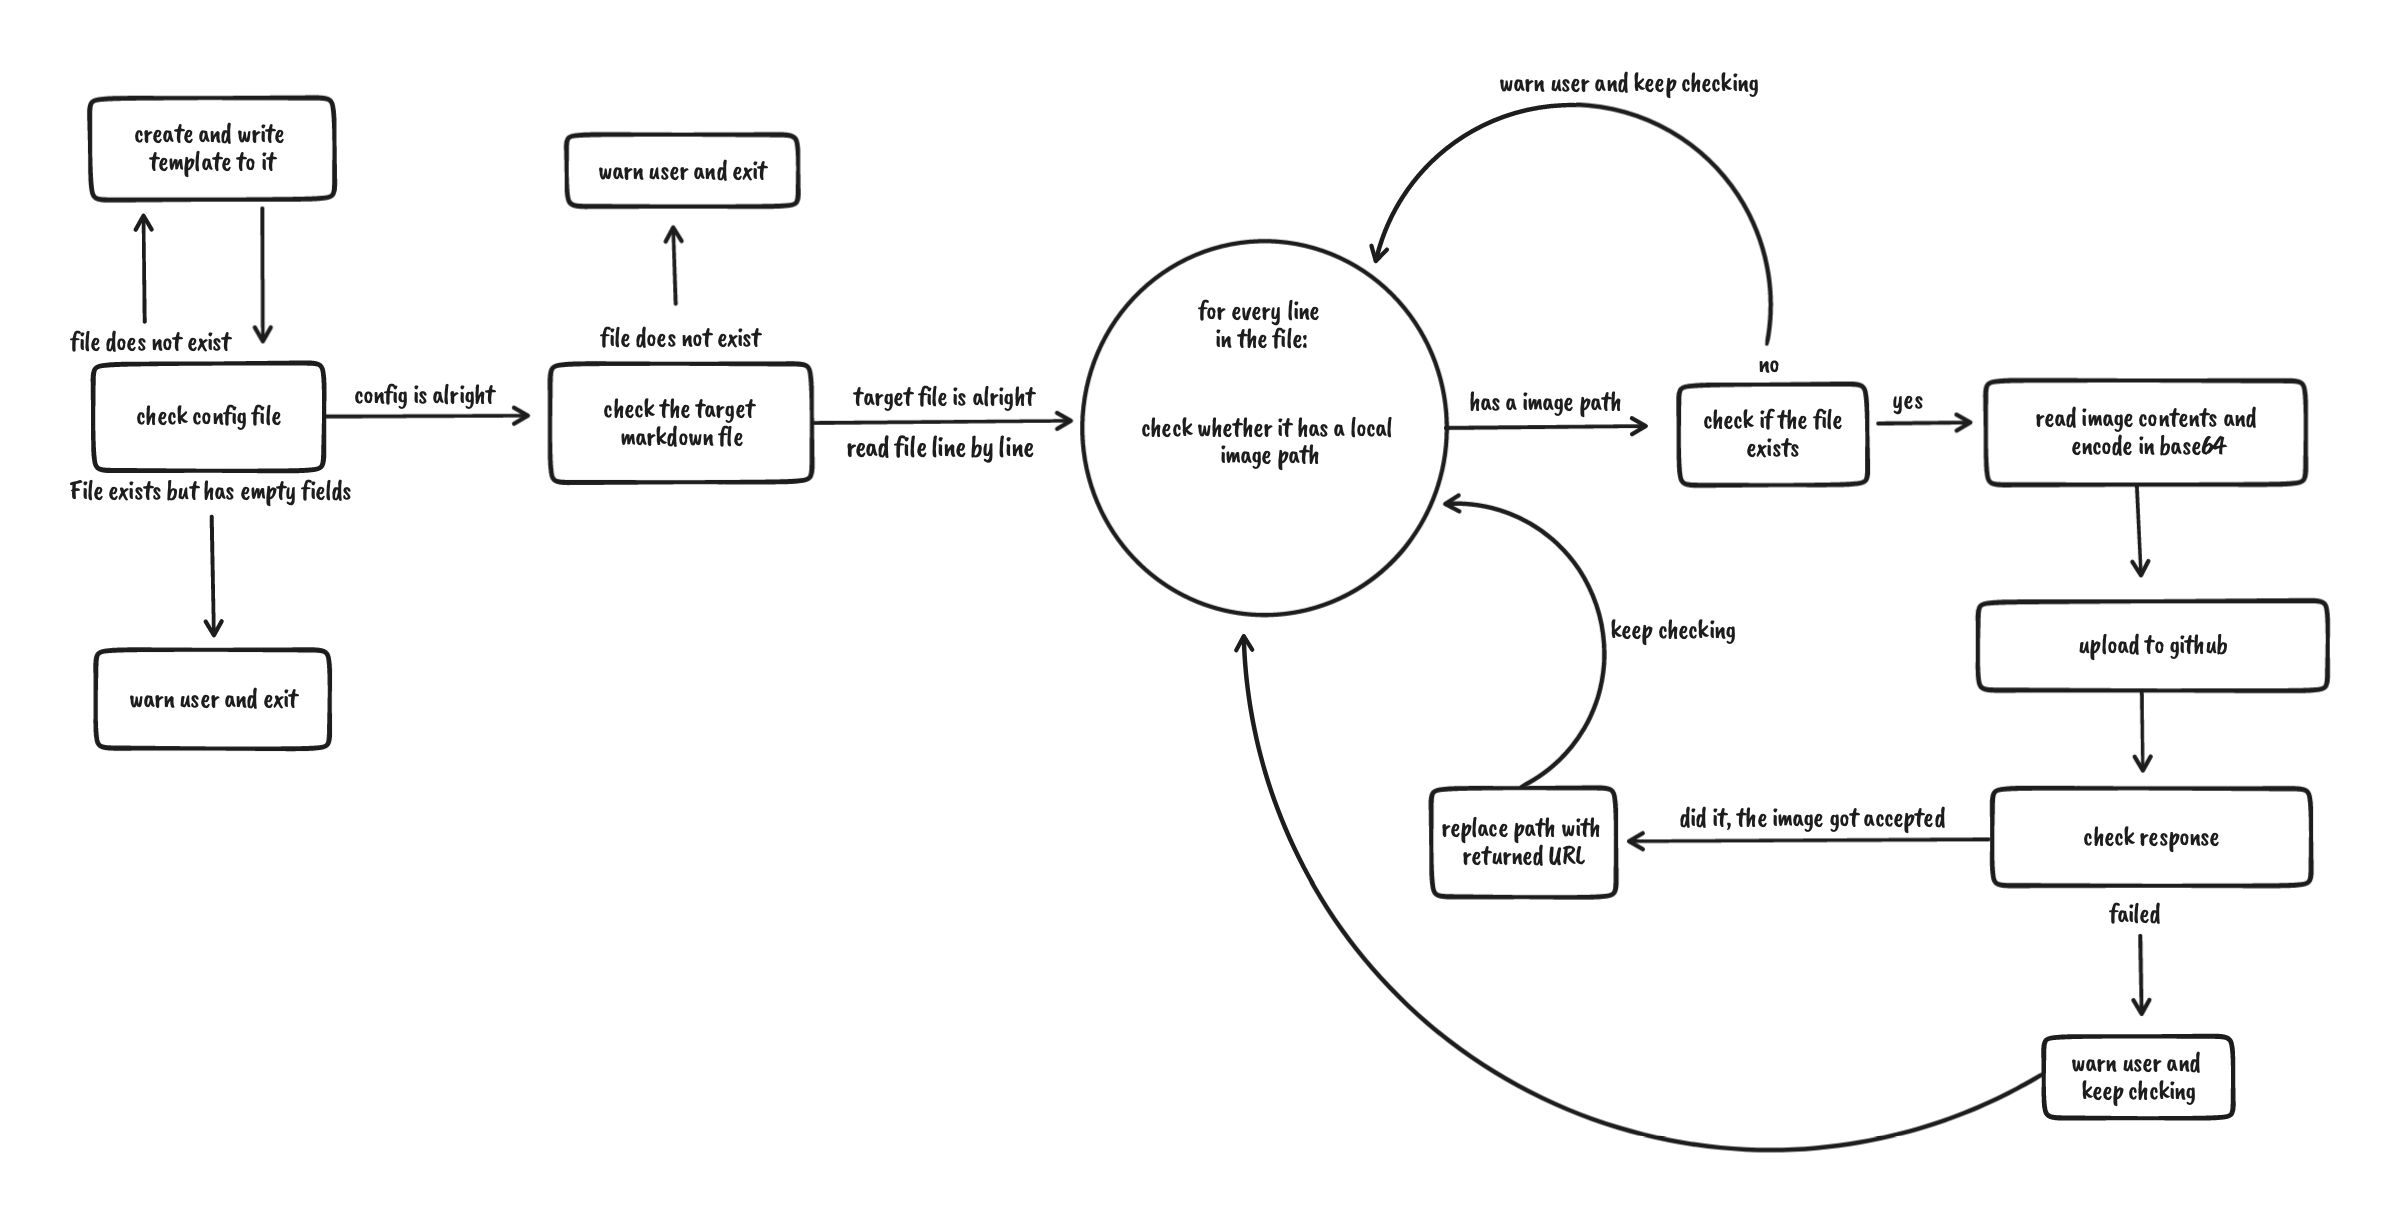 warn user and keep checking
create and write
template to it
warn user and exit
for every line
in the file:
file does not exist
file does not exist
no
config is alright
target file is alright
has a image path
yes
check config file
check the target
markdown fle
read file line by line
check whether it has a local
image path
check if the file
exists
read image contents and
encode in base64
File exists but has empty fields
keep checking
upload to github
warn user and exit
replace path with
returned URL
did it, the image got accepted
check response
failed
warn user and
keep chcking